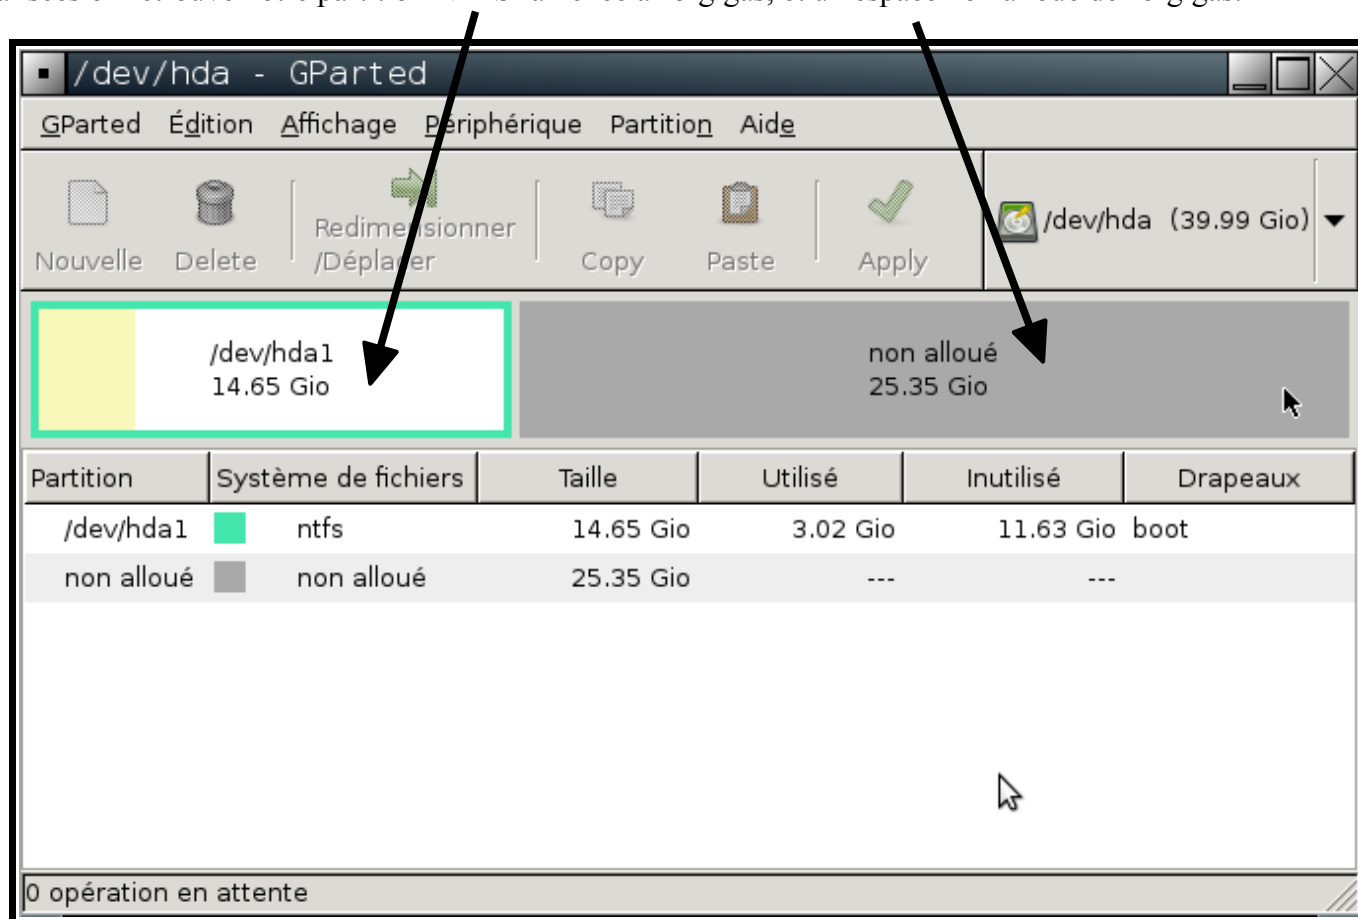 /dev/hda - GParted
GParted Édition Affichage Périphérique Partition Aide
Nouvelle Delete Redimensionner /Déplacer Copy Paste Apply /dev/hda (39.99 Gio)
/dev/hda1 non alloué
14.65 Gio 25.35 Gio
Partition Système de fichiers Taille Utilisé Inutilisé Drapeaux
/dev/hda1 ntfs 14.65 Gio 3.02 Gio 11.63 Gio boot
non alloué non alloué 25.35 Gio --- ---
0 opération en attente